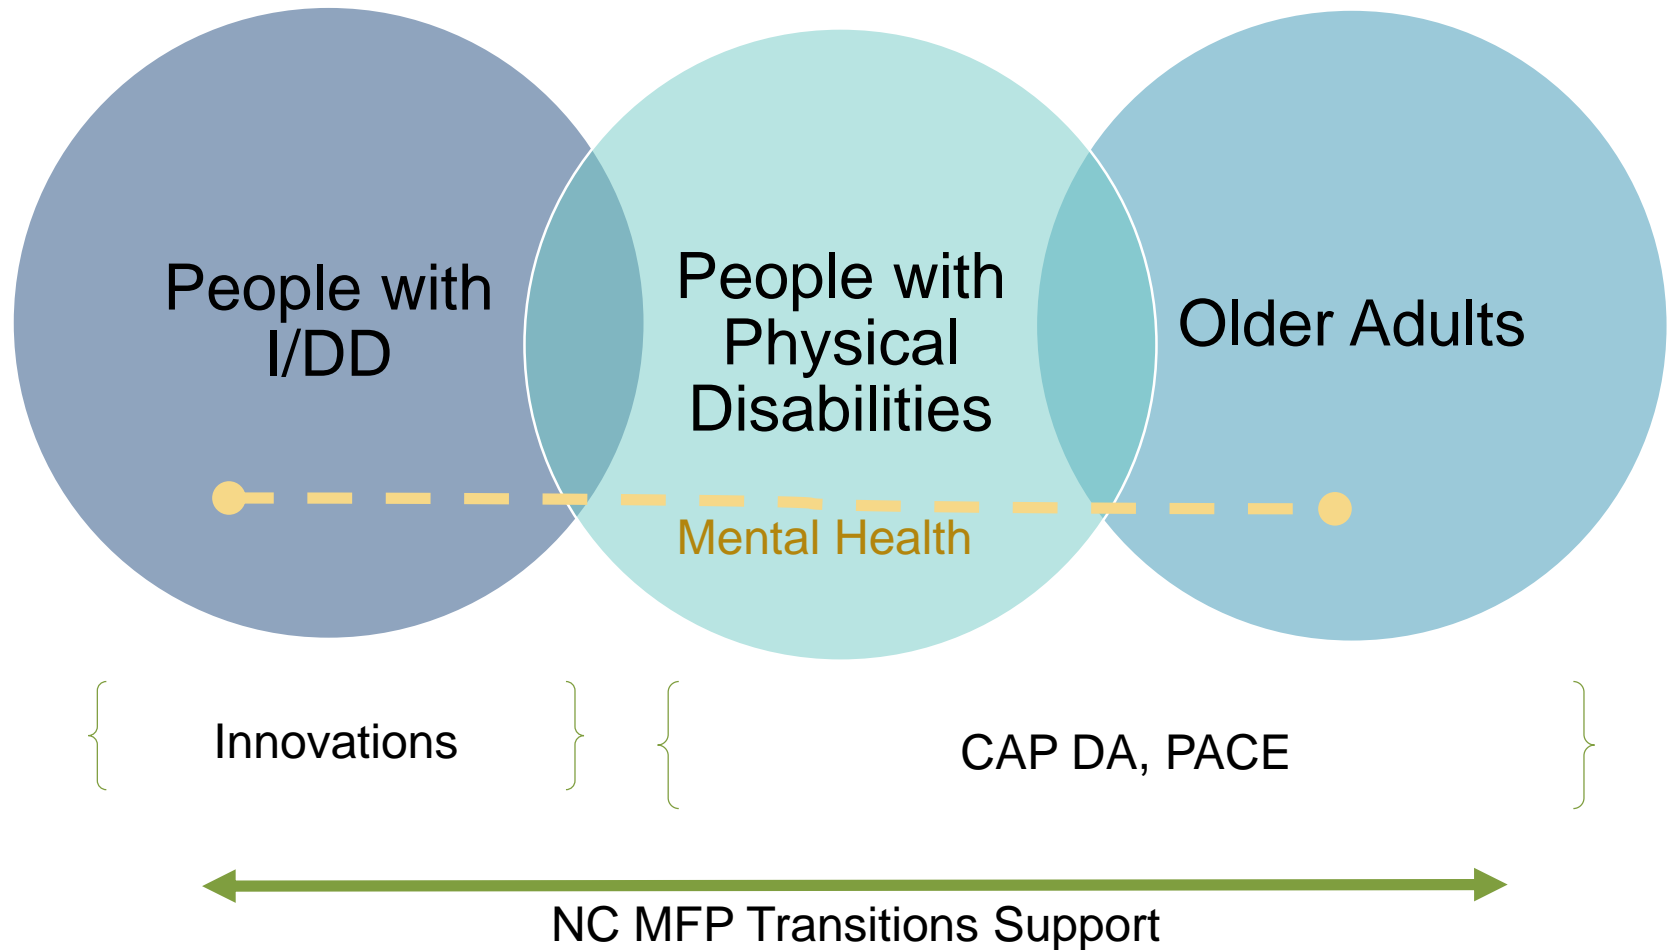 People with
I/DD
People with
Physical
Disabilities
Older Adults
Mental Health
Innovations
CAP DA, PACE
NC MFP Transitions Support